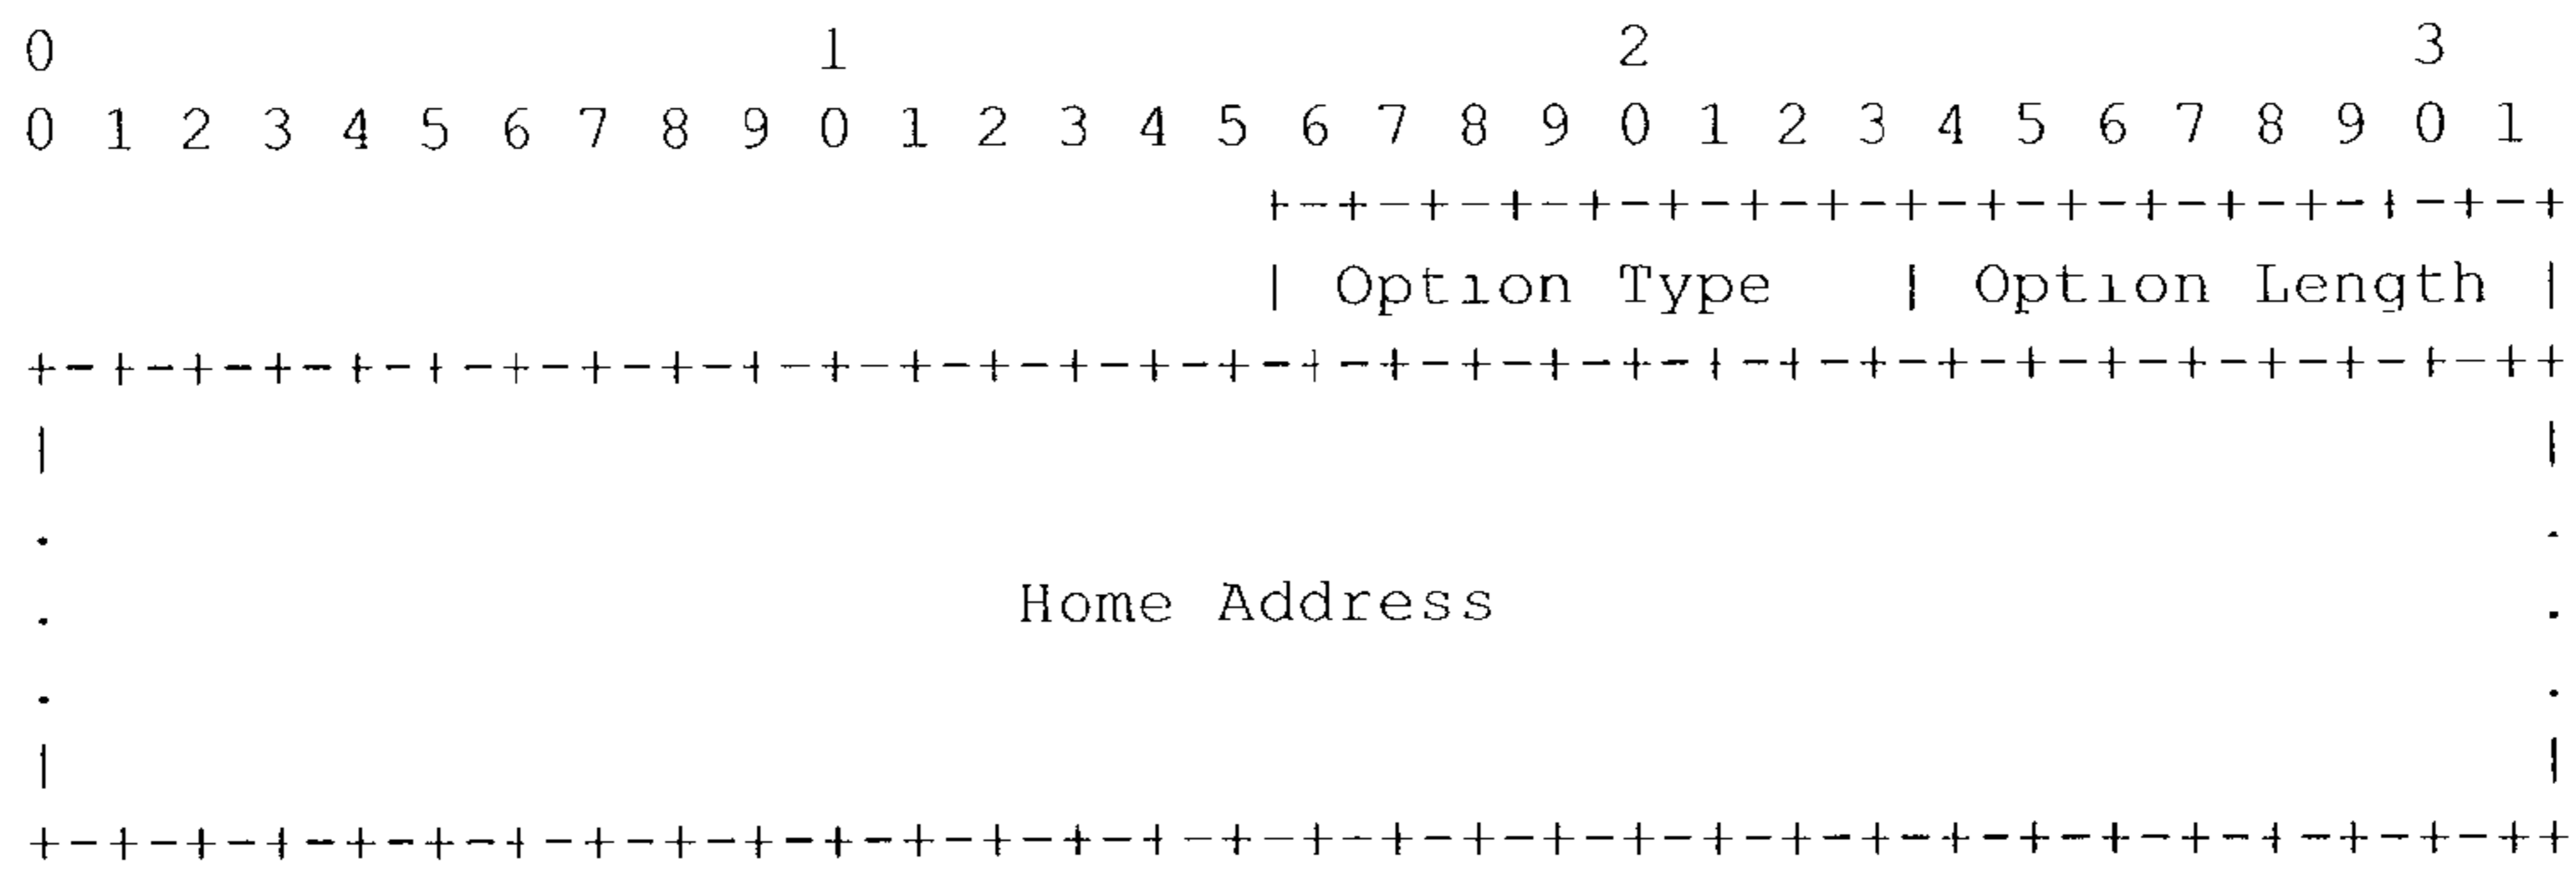 0 1 2 3
0 1 2 3 4 5 6 7 8 9 0 1 2 3 4 5 6 7 8 9 0 1 2 3 4 5 6 7 8 9 0 1
+-+-+-+-+-+-+-+-+-+-+-+-+-+-+-+-+
| Option Type | Option Length |
+-+-+-+-+-+-+-+-+-+-+-+-+-+-+-+-+-+-+-+-+-+-+-+-+-+-+-+-+-+-+-++
| |
. .
. Home Address .
. .
| |
+-+-+-+-+-+-+-+-+-+-+-+-+-+-+-+-+-+-+-+-+-+-+-+-+-+-+-+-+-+-+-++